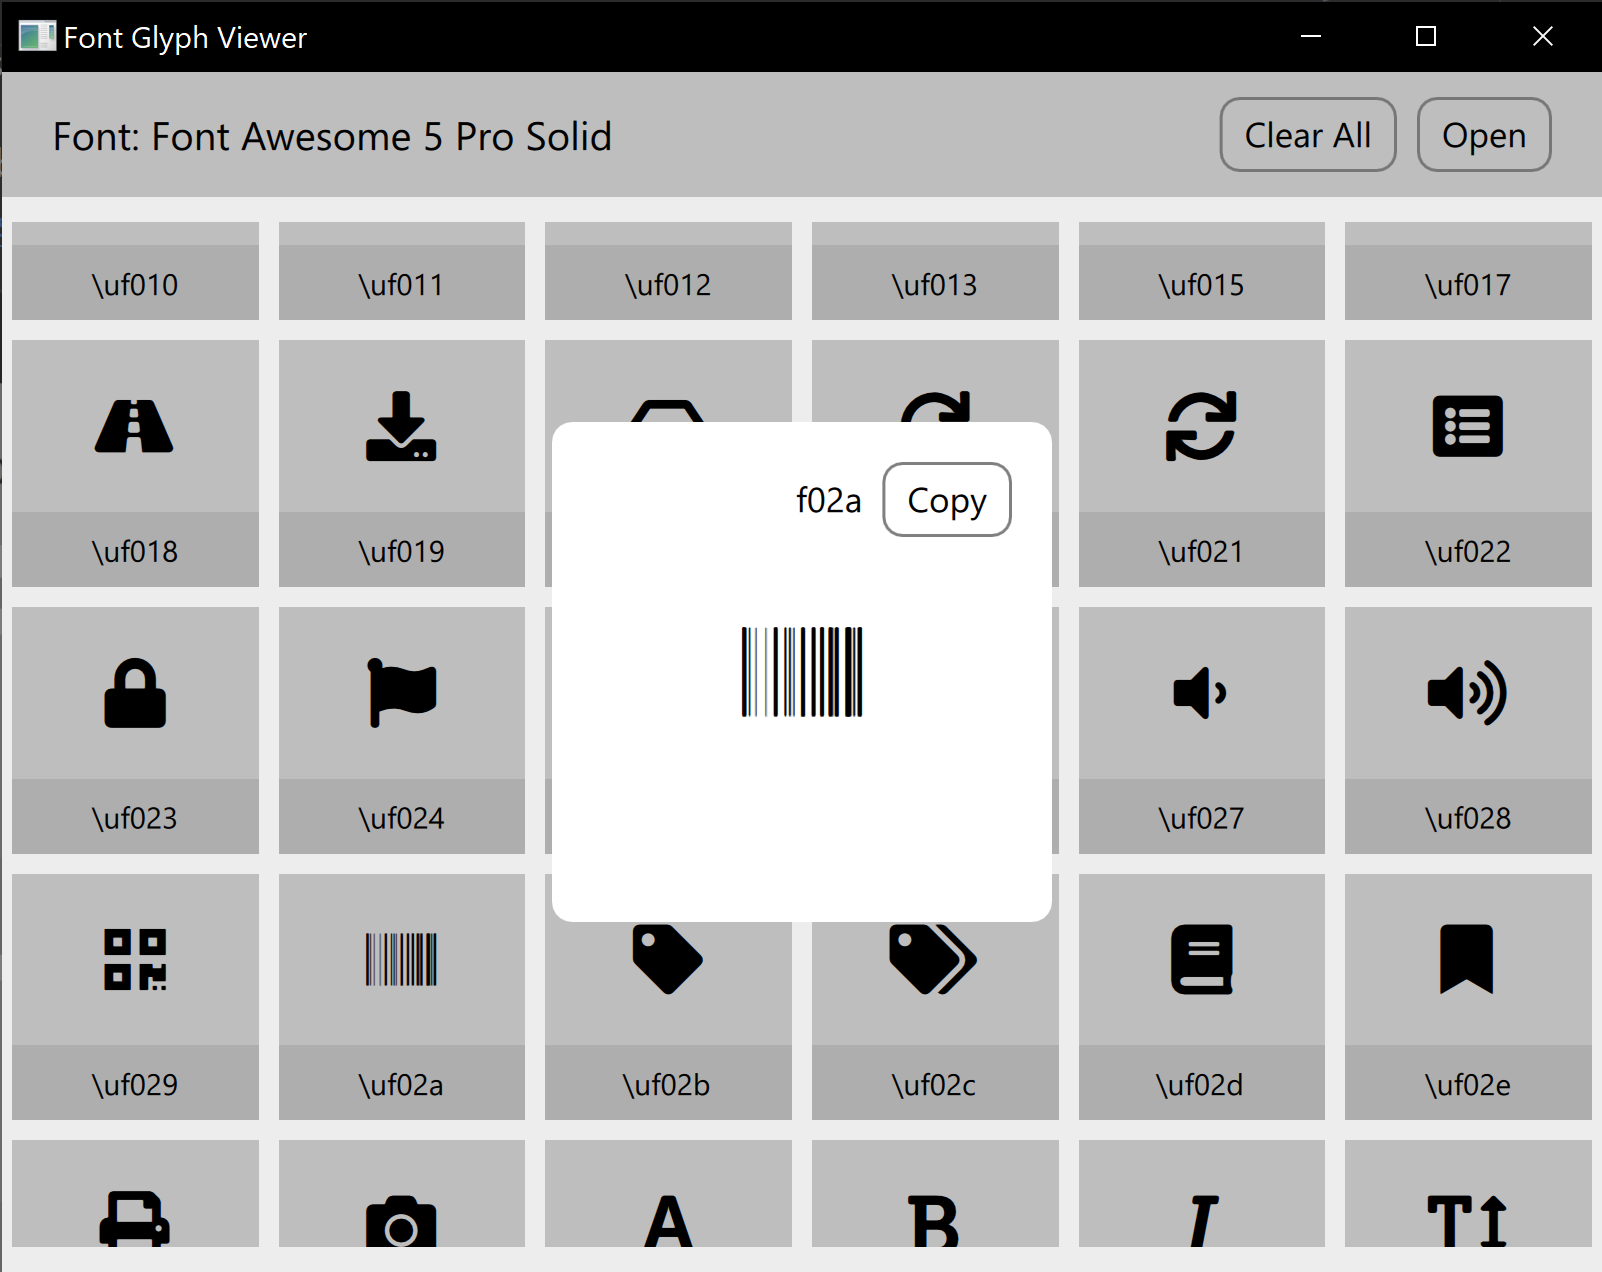 Font Glyph Viewer
Font: Font Awesome 5 Pro Solid
Clear All
Open
\uf010
\uf011
\uf012
\uf013
\uf015
\uf017
f02a
Copy
\uf018
\uf019
\uf021
\uf022
\uf023
\uf024
\uf027
\uf028
\uf029
\uf02a
\uf02b
\uf02c
\uf02d
\uf02e
A
B
I
T